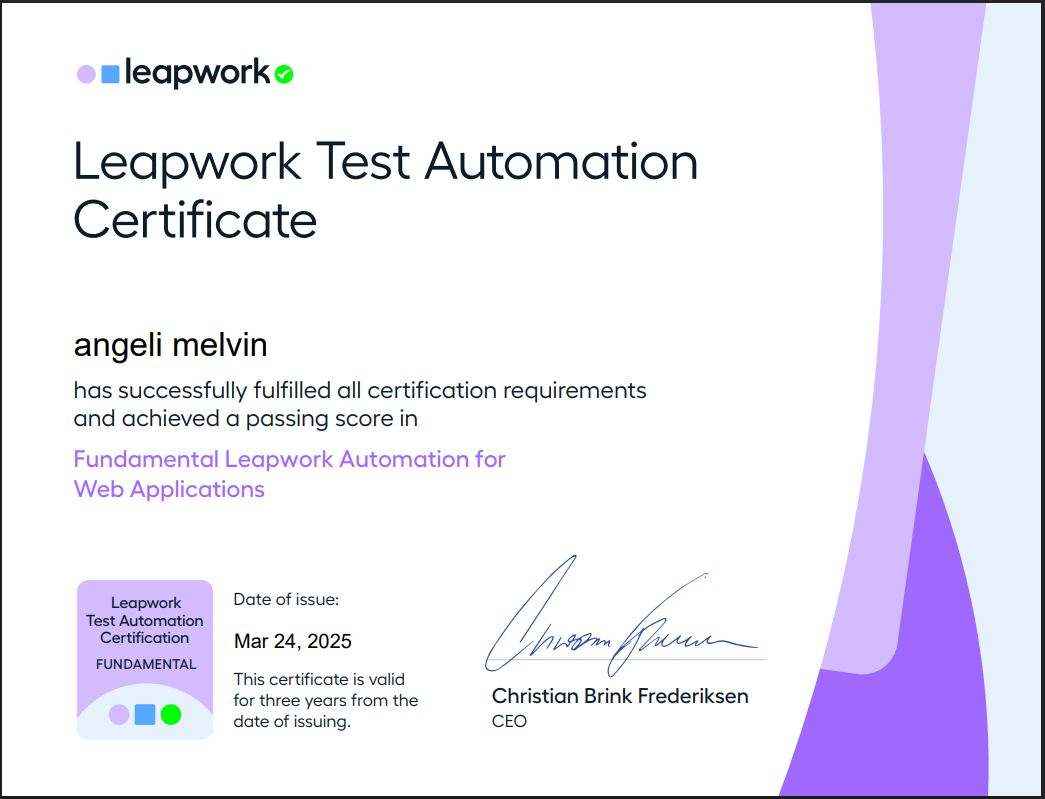 leapwork
Leapwork Test Automation
Certificate
angeli melvin
has successfully fulfilled all certification requirements
and achieved a passing score in
Fundamental Leapwork Automation for
Web Applications
Leapwork
Test Automation
Certification
FUNDAMENTAL
Date of issue:
Mar 24, 2025
This certificate is valid
for three years from the
date of issuing.
Christian Brink Frederiksen
CEO